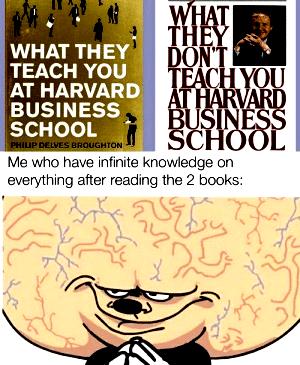 WHAT THEY
TEACH YOU
AT HARVARD
BUSINESS
SCHOOL
PHILIP DELVES BROUGHTON
WHAT
THEY
DON'T
TEACH YOU
AT HARVARD
BUSINESS
SCHOOL
Me who have infinite knowledge on
everything after reading the 2 books: